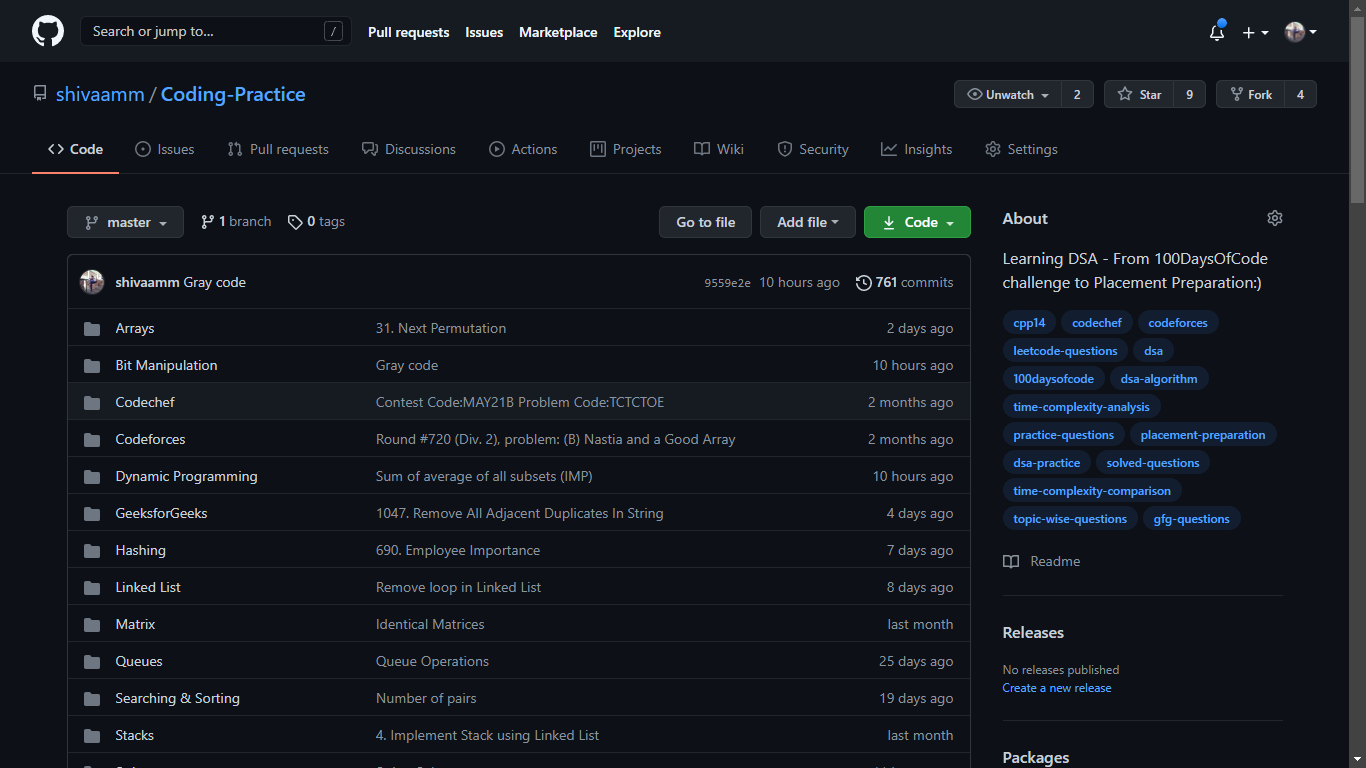 Search or jump to... /
Pull requests Issues Marketplace Explore
shivaamm / Coding-Practice
Unwatch 2 Star 9 Fork 4
Code Issues Pull requests Discussions Actions Projects Wiki Security Insights Settings
master 1 branch 0 tags
Go to file Add file Code
shivaamm Gray code 9559e2e 10 hours ago 761 commits
Arrays 31. Next Permutation 2 days ago
Bit Manipulation Gray code 10 hours ago
Codechef Contest Code:MAY21B Problem Code:TCTCTOE 2 months ago
Codeforces Round #720 (Div. 2), problem: (B) Nastia and a Good Array 2 months ago
Dynamic Programming Sum of average of all subsets (IMP) 10 hours ago
GeeksforGeeks 1047. Remove All Adjacent Duplicates In String 4 days ago
Hashing 690. Employee Importance 7 days ago
Linked List Remove loop in Linked List 8 days ago
Matrix Identical Matrices last month
Queues Queue Operations 25 days ago
Searching & Sorting Number of pairs 19 days ago
Stacks 4. Implement Stack using Linked List last month
About
Learning DSA - From 100DaysOfCode
challenge to Placement Preparation:)
cpp14 codechef codeforces
leetcode-questions dsa
100daysofcode dsa-algorithm
time-complexity-analysis
practice-questions placement-preparation
dsa-practice solved-questions
time-complexity-comparison
topic-wise-questions gfg-questions
Readme
Releases
No releases published
Create a new release
Packages